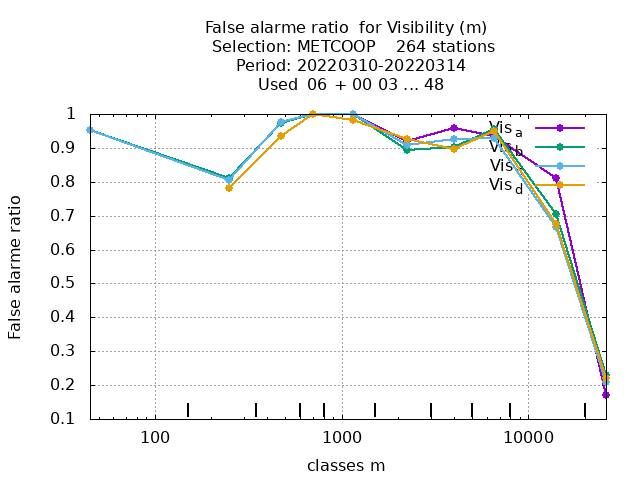 False alarme ratio  for Visibility (m)
Selection: METCOOP    264 stations
Period: 20220310-20220314
Used  06 + 00 03 ... 48
1
0.9
0.8
0.7
0.6
0.5
0.4
0.3
0.2
0.1
False alarme ratio
Vis a
Vis b
Vis
Vis d
100
1000
10000
classes m